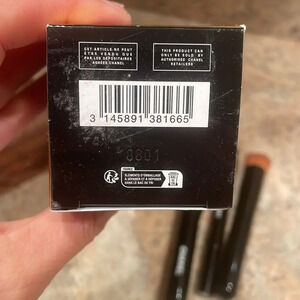 CET ARTICLE NE PEUT
ÊTRE VENDU QUE
PAR LES DÉPOSITAIRES
AGRÉÉS CHANEL
THIS PRODUCT CAN
ONLY BE SOLD BY
AUTHORISED CHANEL
RETAILERS
3 145891 381665
8801
ÉLÉMENTS D'EMBALLAGE
À SÉPARER ET À DÉPOSER
DANS LE BAC DE TRI